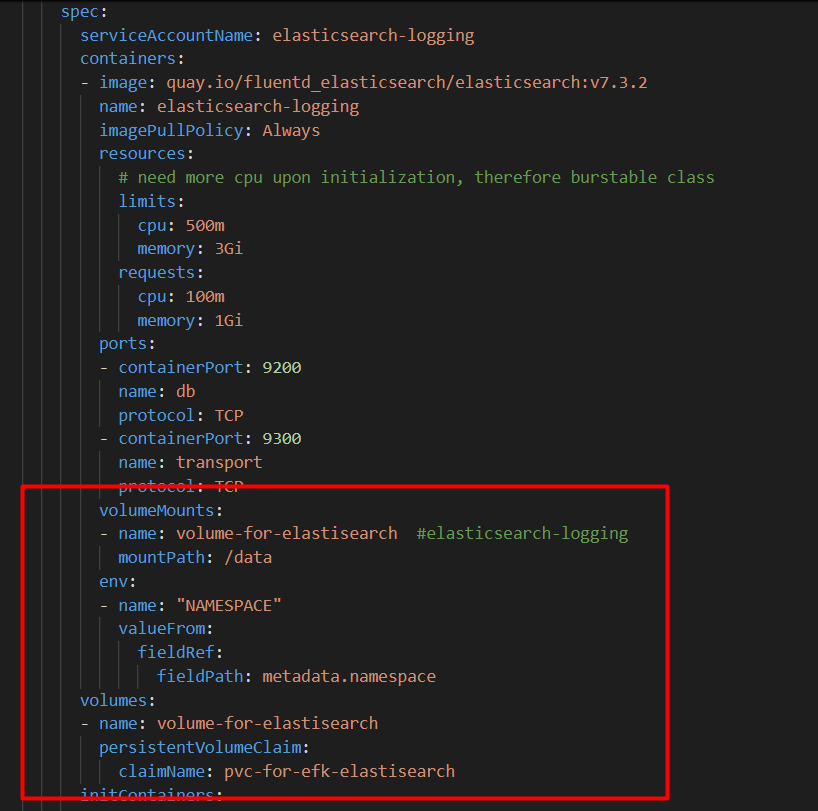 spec:
serviceAccountName: elasticsearch-logging
containers:
- image: quay.io/fluentd_elasticsearch/elasticsearch:v7.3.2
name: elasticsearch-logging
imagePullPolicy: Always
resources:
# need more cpu upon initialization, therefore burstable class
limits:
cpu: 500m
memory: 3Gi
requests:
cpu: 100m
memory: 1Gi
ports:
- containerPort: 9200
name: db
protocol: TCP
- containerPort: 9300
name: transport
protocol: TCP
volumeMounts:
- name: volume-for-elastisearch  #elasticsearch-logging
mountPath: /data
env:
- name: "NAMESPACE"
valueFrom:
fieldRef:
fieldPath: metadata.namespace
volumes:
- name: volume-for-elastisearch
persistentVolumeClaim:
claimName: pvc-for-efk-elastisearch
initContainers: